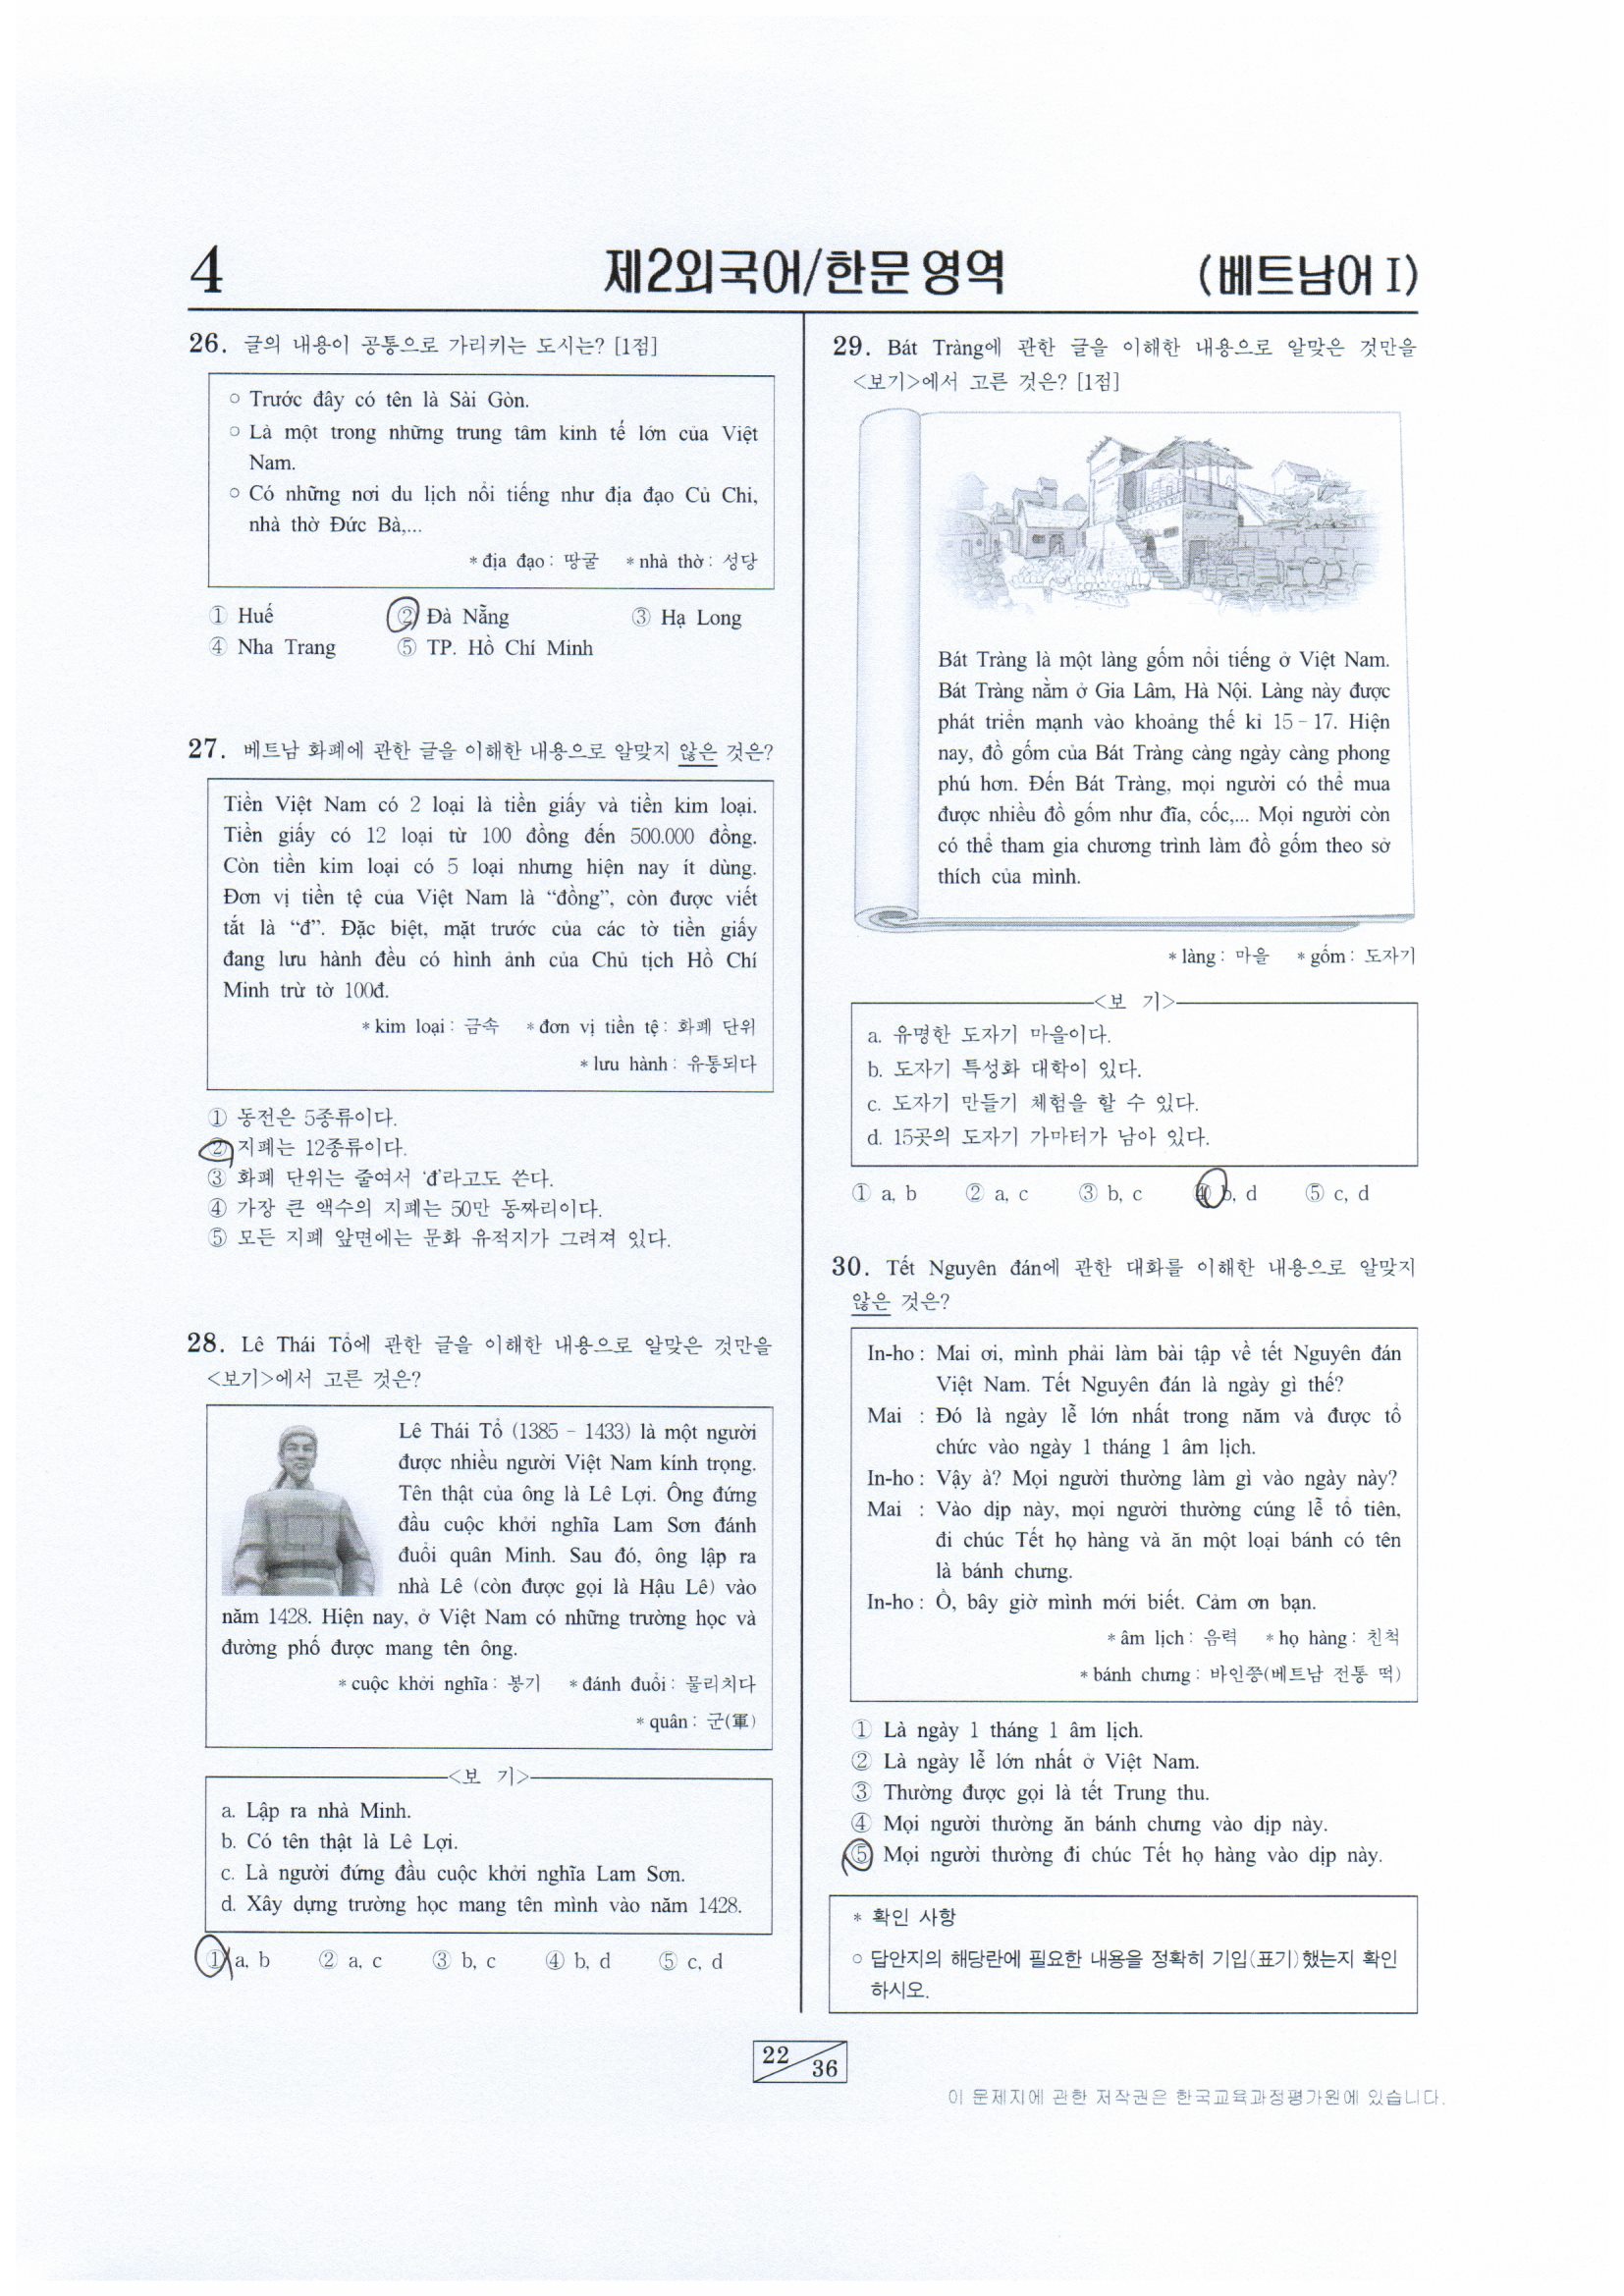 4
제2외국어/한문 영역
(베트남어 I)
26. 글의 내용이 공통으로 가리키는 도시는? [1점]
○ Trước đây có tên là Sài Gòn.
○ Là một trong những trung tâm kinh tế lớn của Việt
Nam.
○ Có những nơi du lịch nổi tiếng như địa đạo Củ Chi,
nhà thờ Đức Bà,...
* địa đạo : 땅굴 * nhà thờ : 성당
① Huế ② Đà Nẵng ③ Hạ Long
④ Nha Trang ⑤ TP. Hồ Chí Minh
27. 베트남 화폐에 관한 글을 이해한 내용으로 알맞지 않은 것은?
Tiền Việt Nam có 2 loại là tiền giấy và tiền kim loại.
Tiền giấy có 12 loại từ 100 đồng đến 500.000 đồng.
Còn tiền kim loại có 5 loại nhưng hiện nay ít dùng.
Đơn vị tiền tệ của Việt Nam là “đồng”, còn được viết
tắt là “đ”. Đặc biệt, mặt trước của các tờ tiền giấy
đang lưu hành đều có hình ảnh của Chủ tịch Hồ Chí
Minh trừ tờ 100đ.
* kim loại : 금속 * đơn vị tiền tệ : 화폐 단위
* lưu hành : 유통되다
① 동전은 5종류이다.
② 지폐는 12종류이다.
③ 화폐 단위는 줄여서 ‘đ’라고도 쓴다.
④ 가장 큰 액수의 지폐는 50만 동짜리이다.
⑤ 모든 지폐 앞면에는 문화 유적지가 그려져 있다.
28. Lê Thái Tổ에 관한 글을 이해한 내용으로 알맞은 것만을
<보기>에서 고른 것은?
Lê Thái Tổ (1385 - 1433) là một người
được nhiều người Việt Nam kính trọng.
Tên thật của ông là Lê Lợi. Ông đứng
đầu cuộc khởi nghĩa Lam Sơn đánh
đuổi quân Minh. Sau đó, ông lập ra
nhà Lê (còn được gọi là Hậu Lê) vào
năm 1428. Hiện nay, ở Việt Nam có những trường học và
đường phố được mang tên ông.
* cuộc khởi nghĩa : 봉기 * đánh đuổi : 물리치다
* quân : 군(軍)
<보 기>
a. Lập ra nhà Minh.
b. Có tên thật là Lê Lợi.
c. Là người đứng đầu cuộc khởi nghĩa Lam Sơn.
d. Xây dựng trường học mang tên mình vào năm 1428.
① a, b ② a, c ③ b, c ④ b, d ⑤ c, d
29. Bát Tràng에 관한 글을 이해한 내용으로 알맞은 것만을
<보기>에서 고른 것은? [1점]
Bát Tràng là một làng gốm nổi tiếng ở Việt Nam.
Bát Tràng nằm ở Gia Lâm, Hà Nội. Làng này được
phát triển mạnh vào khoảng thế kỉ 15 - 17. Hiện
nay, đồ gốm của Bát Tràng càng ngày càng phong
phú hơn. Đến Bát Tràng, mọi người có thể mua
được nhiều đồ gốm như đĩa, cốc,... Mọi người còn
có thể tham gia chương trình làm đồ gốm theo sở
thích của mình.
* làng : 마을 * gốm : 도자기
<보 기>
a. 유명한 도자기 마을이다.
b. 도자기 특성화 대학이 있다.
c. 도자기 만들기 체험을 할 수 있다.
d. 15곳의 도자기 가마터가 남아 있다.
① a, b ② a, c ③ b, c ④ b, d ⑤ c, d
30. Tết Nguyên đán에 관한 대화를 이해한 내용으로 알맞지
않은 것은?
In-ho : Mai ơi, mình phải làm bài tập về tết Nguyên đán
Việt Nam. Tết Nguyên đán là ngày gì thế?
Mai : Đó là ngày lễ lớn nhất trong năm và được tổ
chức vào ngày 1 tháng 1 âm lịch.
In-ho : Vậy à? Mọi người thường làm gì vào ngày này?
Mai : Vào dịp này, mọi người thường cúng lễ tổ tiên,
đi chúc Tết họ hàng và ăn một loại bánh có tên
là bánh chưng.
In-ho : Ồ, bây giờ mình mới biết. Cảm ơn bạn.
* âm lịch : 음력 * họ hàng : 친척
* bánh chưng : 바인쯩(베트남 전통 떡)
① Là ngày 1 tháng 1 âm lịch.
② Là ngày lễ lớn nhất ở Việt Nam.
③ Thường được gọi là tết Trung thu.
④ Mọi người thường ăn bánh chưng vào dịp này.
⑤ Mọi người thường đi chúc Tết họ hàng vào dịp này.
* 확인 사항
○ 답안지의 해당란에 필요한 내용을 정확히 기입(표기)했는지 확인
하시오.
22
36
이 문제지에 관한 저작권은 한국교육과정평가원에 있습니다.